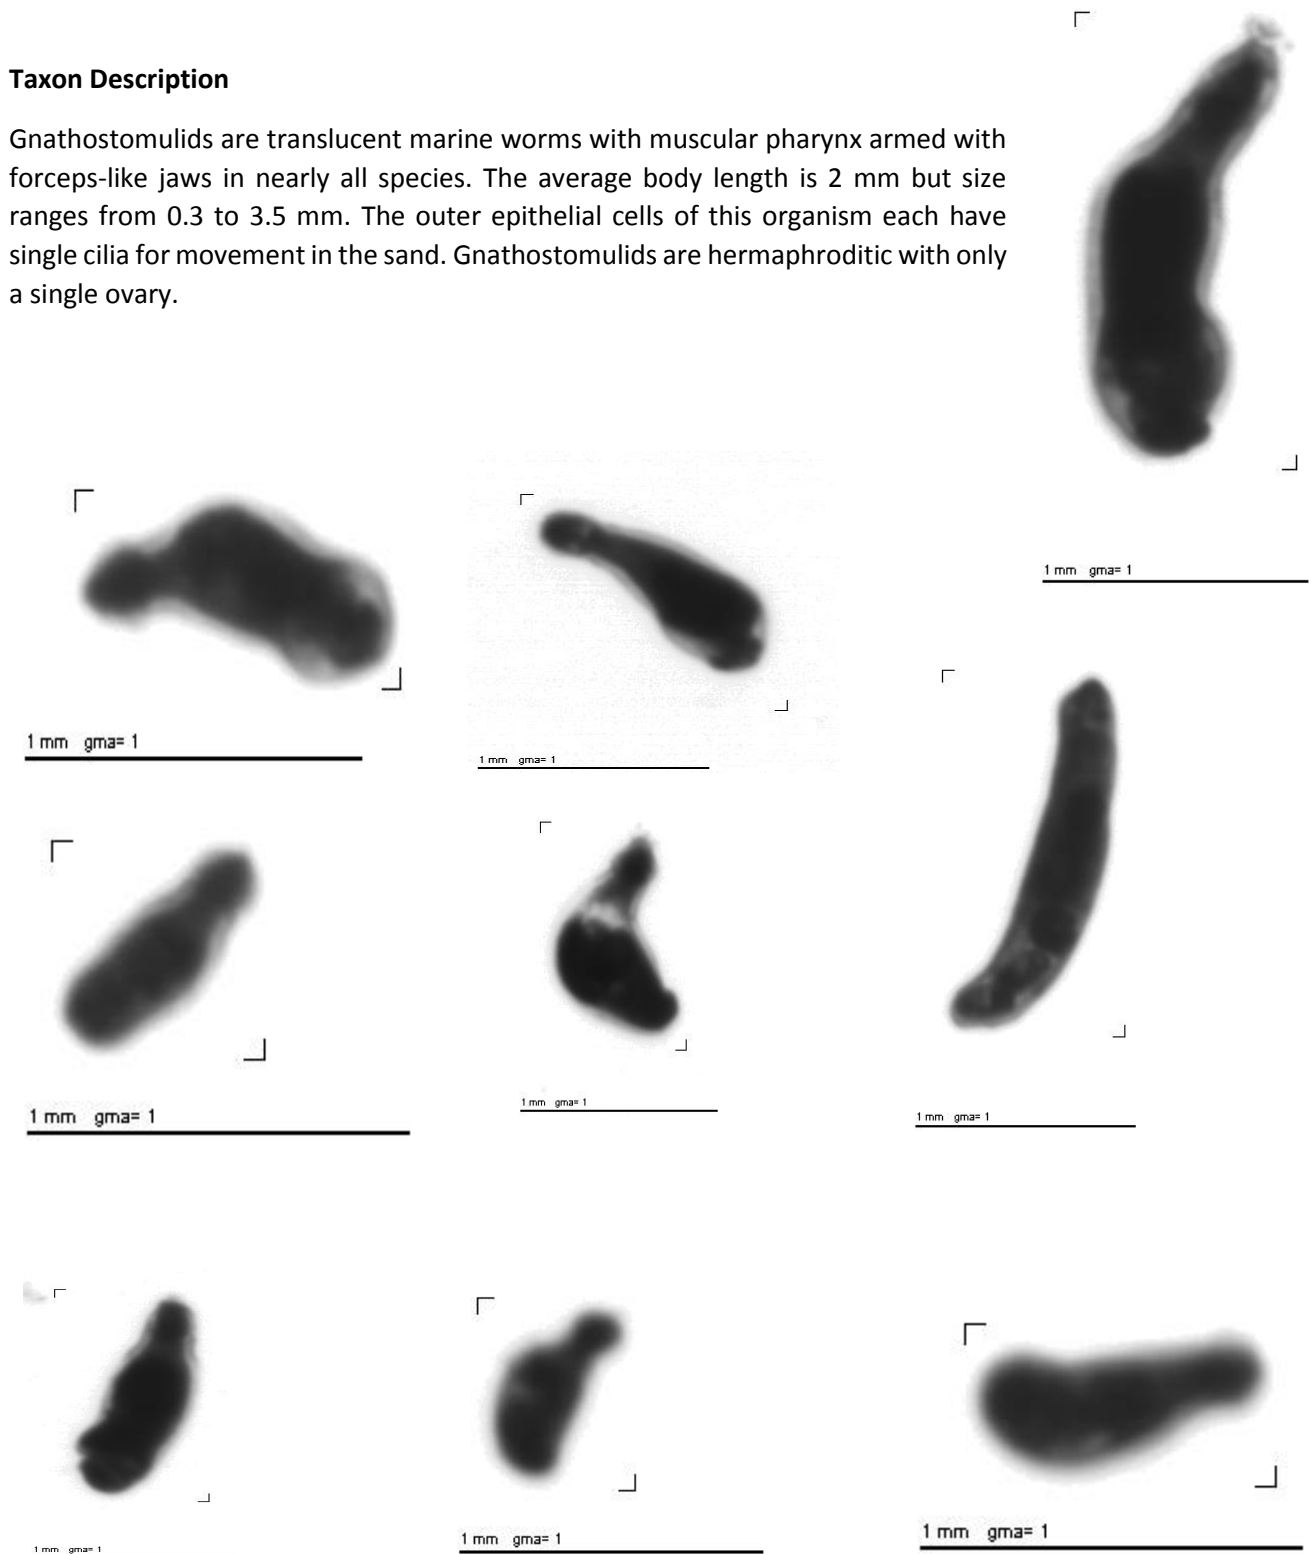 Taxon Description
Gnathostomulids are translucent marine worms with muscular pharynx armed with
forceps-like jaws in nearly all species. The average body length is 2 mm but size
ranges from 0.3 to 3.5 mm. The outer epithelial cells of this organism each have
single cilia for movement in the sand. Gnathostomulids are hermaphroditic with only
a single ovary.
1 mm gma= 1
1 mm gma= 1
1 mm gma= 1
1 mm gma= 1
1 mm gma= 1
1 mm gma= 1
1 mm gma= 1
1 mm gma= 1
1 mm gma= 1